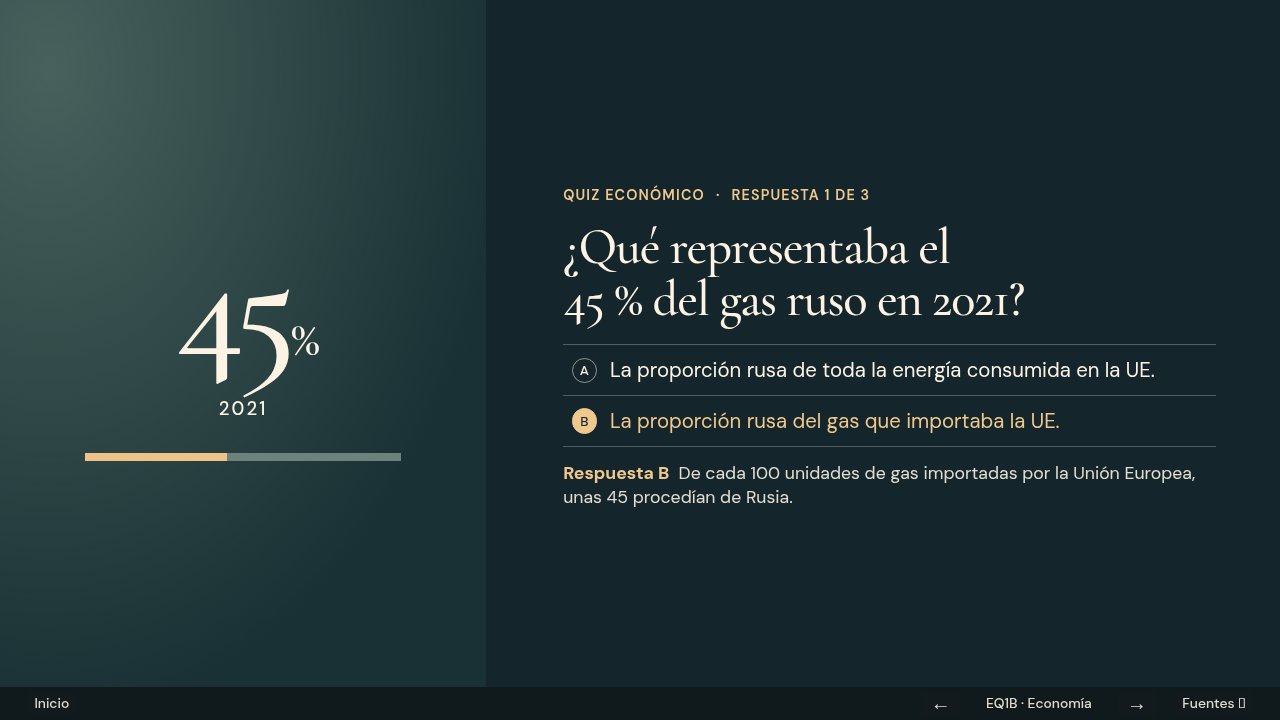 45%
2021
QUIZ ECONÓMICO · RESPUESTA 1 DE 3
¿Qué representaba el
45 % del gas ruso en 2021?
A La proporción rusa de toda la energía consumida en la UE.
B La proporción rusa del gas que importaba la UE.
Respuesta B De cada 100 unidades de gas importadas por la Unión Europea,
unas 45 procedían de Rusia.
Inicio ← EQ1B · Economía → Fuentes